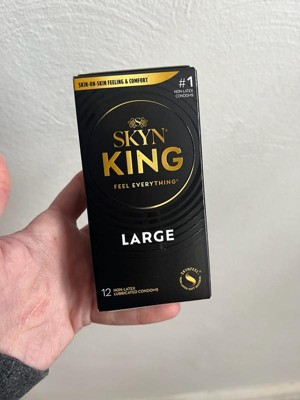 SKIN-ON-SKIN FEELING & COMFORT
#1
NON-LATEX
CONDOMS
SKYN®
KING
FEEL EVERYTHING®
LARGE
12 NON-LATEX
LUBRICATED CONDOMS
SKYNFEEL™